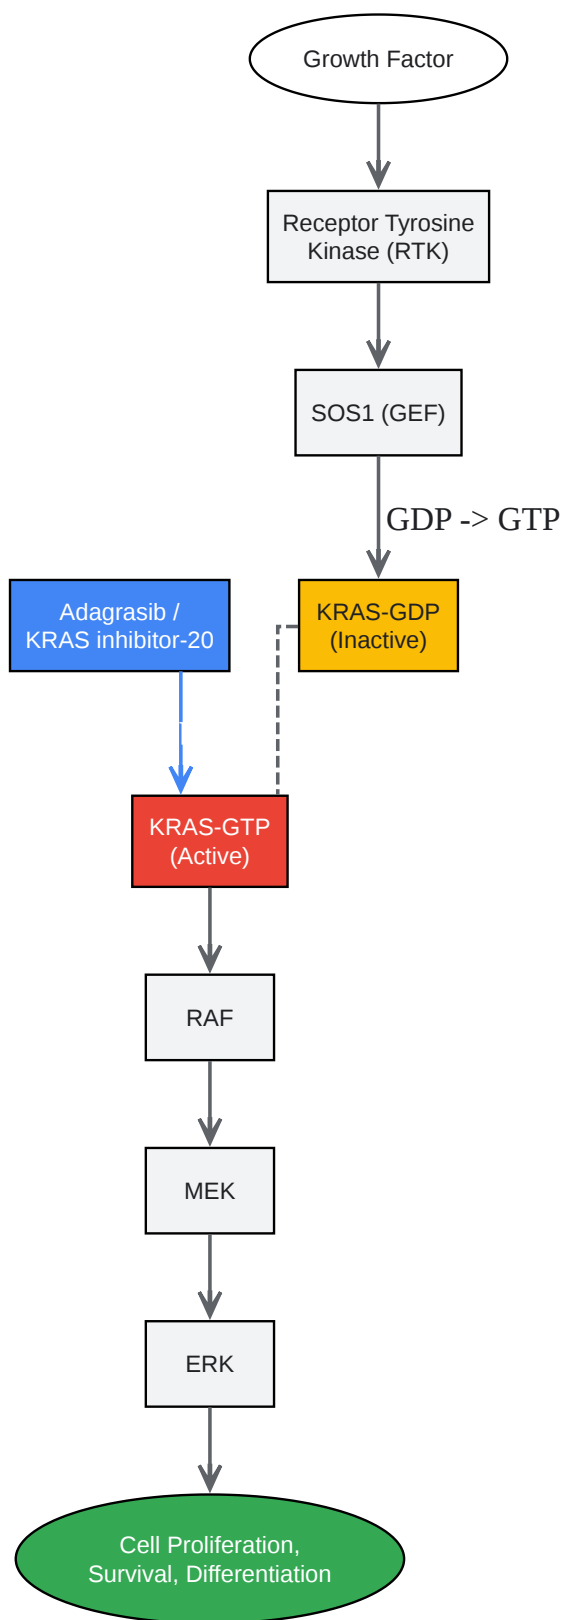 Growth Factor
Receptor Tyrosine
Kinase (RTK)
SOS1 (GEF)
GDP -> GTP
Adagrasib /
KRAS inhibitor-20
KRAS-GDP
(Inactive)
KRAS-GTP
(Active)
RAF
MEK
ERK
Cell Proliferation,
Survival, Differentiation